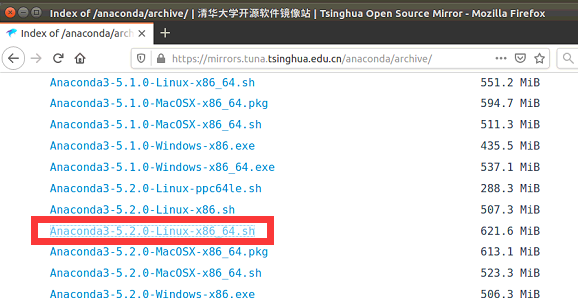 Index of /anaconda/archive/ | 清华大学开源软件镜像站 | Tsinghua Open Source Mirror - Mozilla Firefox
Index of /anaconda/arch
https://mirrors.tuna.tsinghua.edu.cn/anaconda/archive/
Anaconda3-5.1.0-Linux-x86_64.sh 551.2 MiB
Anaconda3-5.1.0-MacOSX-x86_64.pkg 594.7 MiB
Anaconda3-5.1.0-MacOSX-x86_64.sh 511.3 MiB
Anaconda3-5.1.0-Windows-x86.exe 435.5 MiB
Anaconda3-5.1.0-Windows-x86_64.exe 537.1 MiB
Anaconda3-5.2.0-Linux-ppc64le.sh 288.3 MiB
Anaconda3-5.2.0-Linux-x86.sh 507.3 MiB
Anaconda3-5.2.0-Linux-x86_64.sh 621.6 MiB
Anaconda3-5.2.0-MacOSX-x86_64.pkg 613.1 MiB
Anaconda3-5.2.0-MacOSX-x86_64.sh 523.3 MiB
Anaconda3-5.2.0-Windows-x86.exe 506.3 MiB